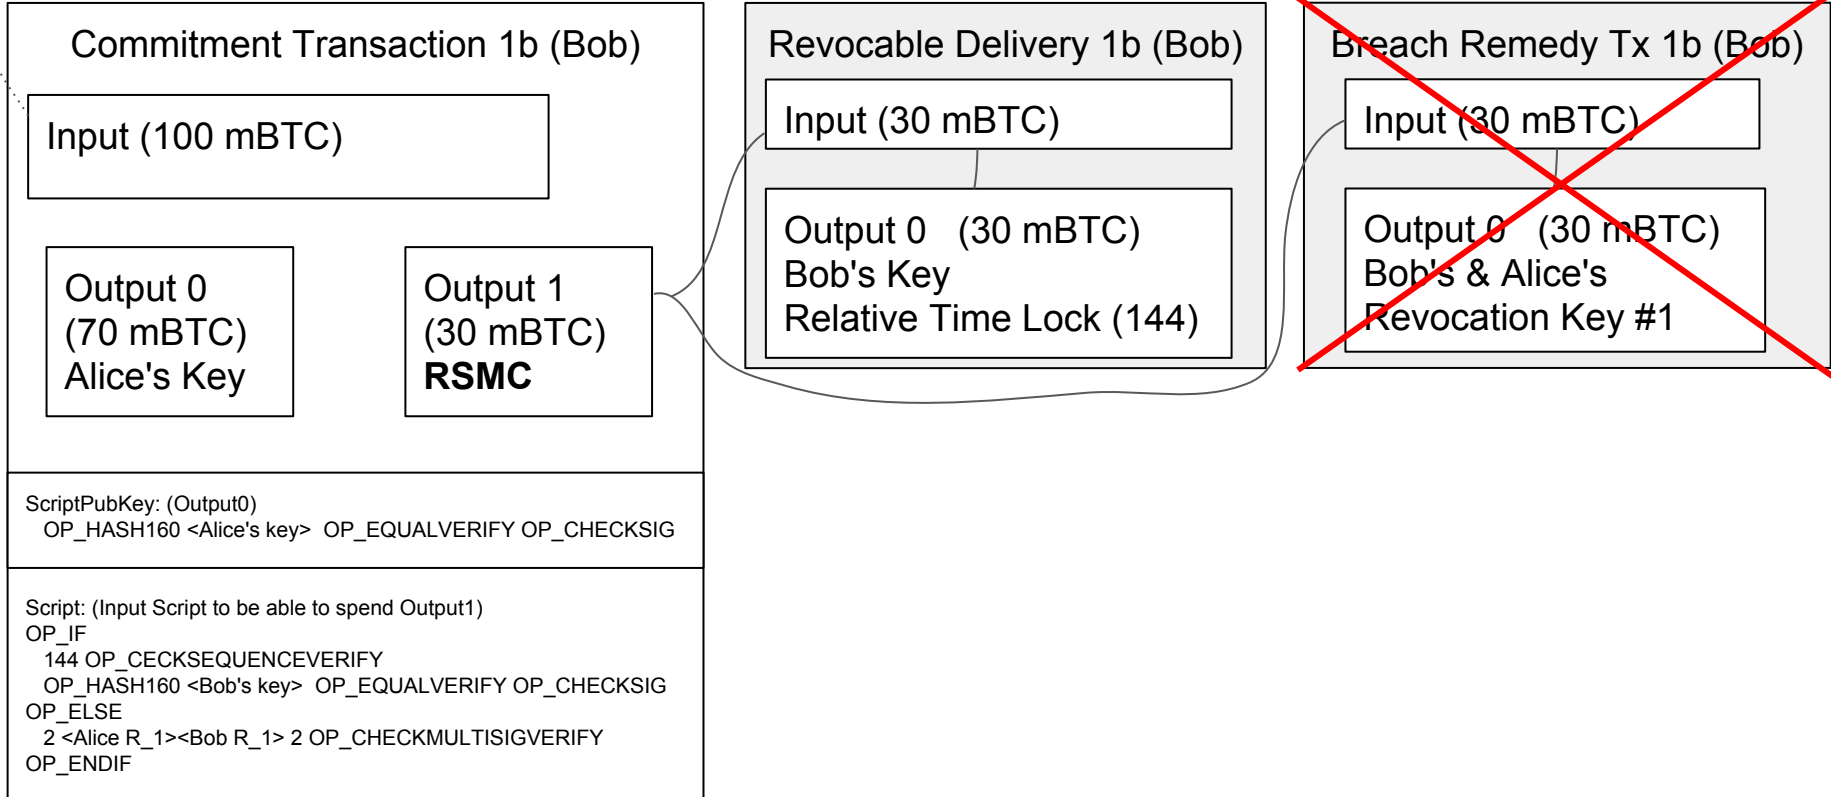 Commitment Transaction 1b (Bob)
Input (100 mBTC)
Output 0
(70 mBTC)
Alice's Key
Output 1
(30 mBTC)
RSMC
ScriptPubKey: (Output0)
OP_HASH160 <Alice's key>  OP_EQUALVERIFY OP_CHECKSIG
Script: (Input Script to be able to spend Output1)
OP_IF
144 OP_CECKSEQUENCEVERIFY
OP_HASH160 <Bob's key>  OP_EQUALVERIFY OP_CHECKSIG
OP_ELSE
2 <Alice R_1><Bob R_1> 2 OP_CHECKMULTISIGVERIFY
OP_ENDIF
Revocable Delivery 1b (Bob)
Input (30 mBTC)
Output 0   (30 mBTC)
Bob's Key
Relative Time Lock (144)
Breach Remedy Tx 1b (Bob)
Input (30 mBTC)
Output 0   (30 mBTC)
Bob's & Alice's
Revocation Key #1